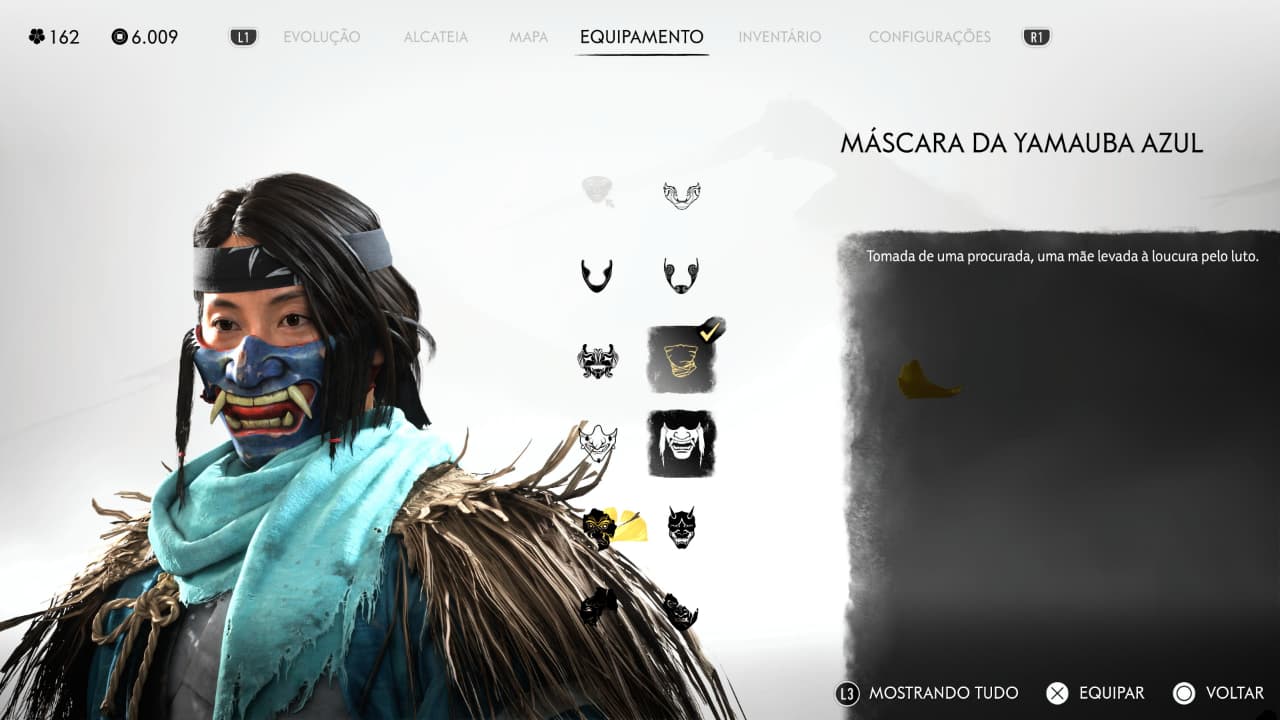 162 6.009 L1 EVOLUÇÃO ALCATEIA MAPA EQUIPAMENTO INVENTÁRIO CONFIGURAÇÕES R1
MÁSCARA DA YAMAUBA AZUL
Tomada de uma procurada, uma mãe levada à loucura pelo luto.
L3 MOSTRANDO TUDO EQUIPAR VOLTAR